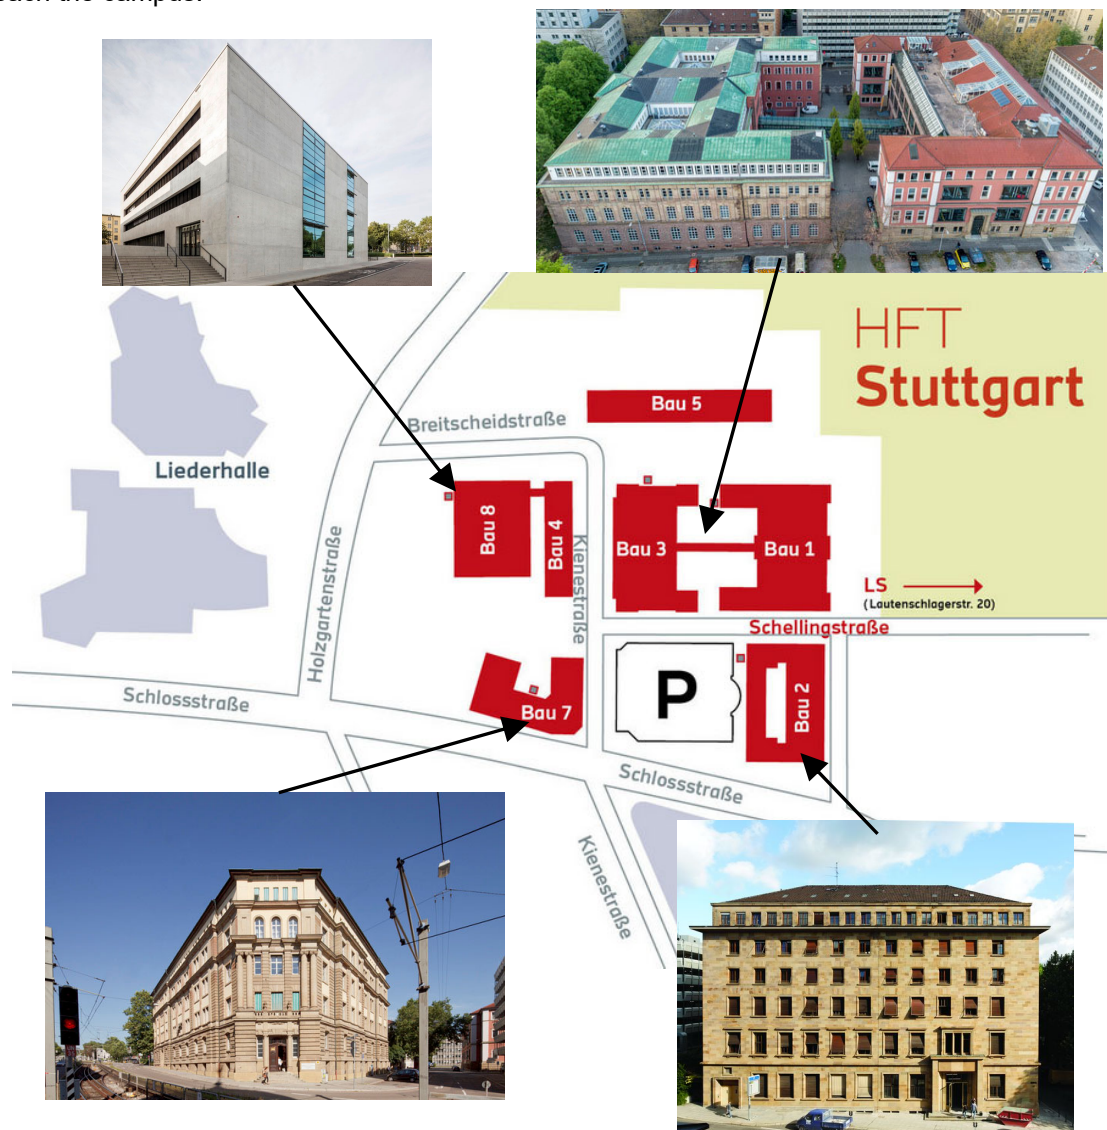 HFT
Stuttgart
Bau 5
Breitscheidstraße
Liederhalle
Bau 8
Bau 4
Kienestraße
Bau 3
Bau 1
Holzgartenstraße
LS
(Lautenschlagerstr. 20)
Schellingstraße
Schlossstraße
Bau 7
P
Bau 2
Schlossstraße
Kienestraße